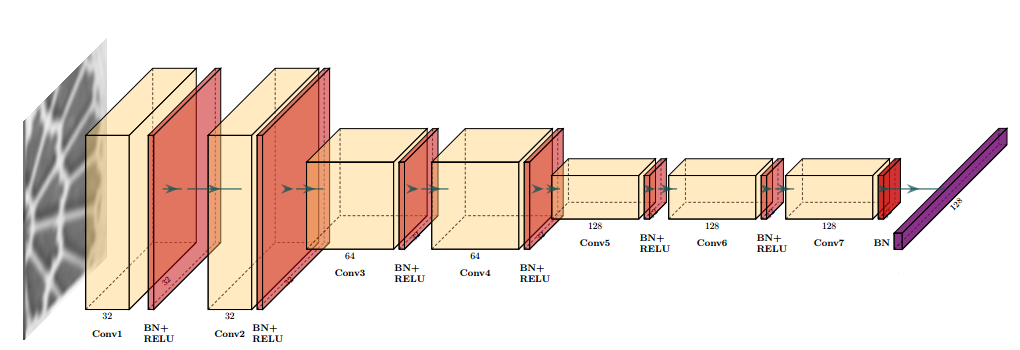 32
Conv1
32
BN+
RELU
32
Conv2
32
BN+
RELU
64
Conv3
BN+
RELU
64
Conv4
BN+
RELU
128
Conv5
BN+
RELU
128
Conv6
BN+
RELU
128
Conv7
BN
128